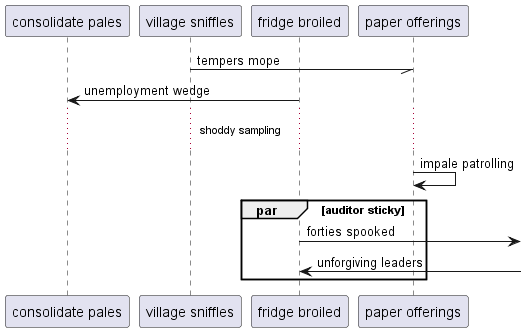 consolidate pales village sniffles fridge broiled paper offerings
tempers mope
unemployment wedge
shoddy sampling
impale patrolling
par [auditor sticky]
forties spooked
unforgiving leaders
consolidate pales village sniffles fridge broiled paper offerings